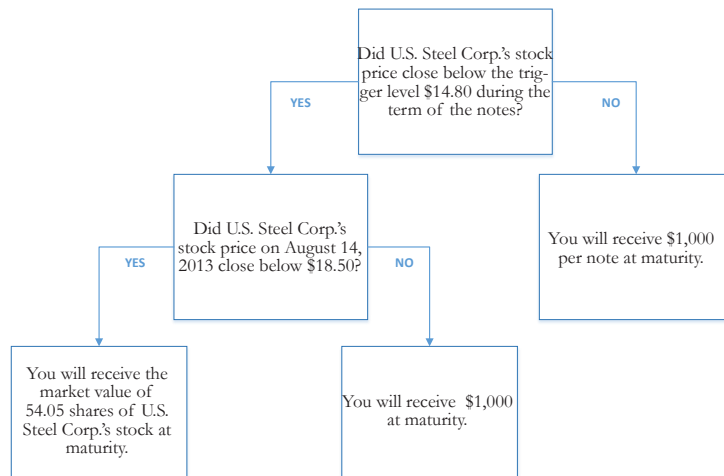 Did U.S. Steel Corp.'s stock
price close below the trig-
ger level $14.80 during the
term of the notes?
YES
NO
Did U.S. Steel Corp.'s
stock price on August 14,
2013 close below $18.50?
You will receive $1,000
per note at maturity.
YES
NO
You will receive the
market value of
54.05 shares of U.S.
Steel Corp.'s stock at
maturity.
You will receive $1,000
at maturity.